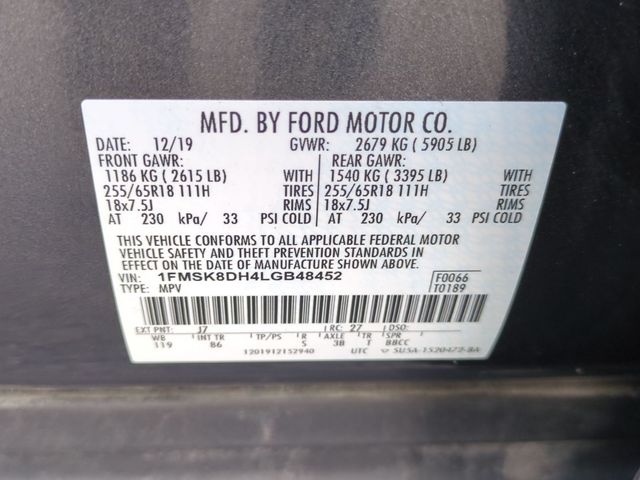 MFD. BY FORD MOTOR CO.
DATE: 12/19 GVWR: 2679 KG ( 5905 LB)
FRONT GAWR: REAR GAWR:
1186 KG ( 2615 LB) WITH 1540 KG ( 3395 LB) WITH
255/65R18 111H TIRES 255/65R18 111H TIRES
18x7.5J RIMS 18x7.5J RIMS
AT 230 kPa/ 33 PSI COLD AT 230 kPa/ 33 PSI COLD
THIS VEHICLE CONFORMS TO ALL APPLICABLE FEDERAL MOTOR
VEHICLE SAFETY AND THEFT PREVENTION STANDARDS IN
EFFECT ON THE DATE OF MANUFACTURE SHOWN ABOVE.
VIN: 1FMSK8DH4LGB48452 F0066
TYPE: MPV T0189
EXT PNT: J7 RC: 27 DSO:
WB INT TR TP/PS R AXLE TR SPR
119 86 S 3B T BBCC
1201912152940 UTC